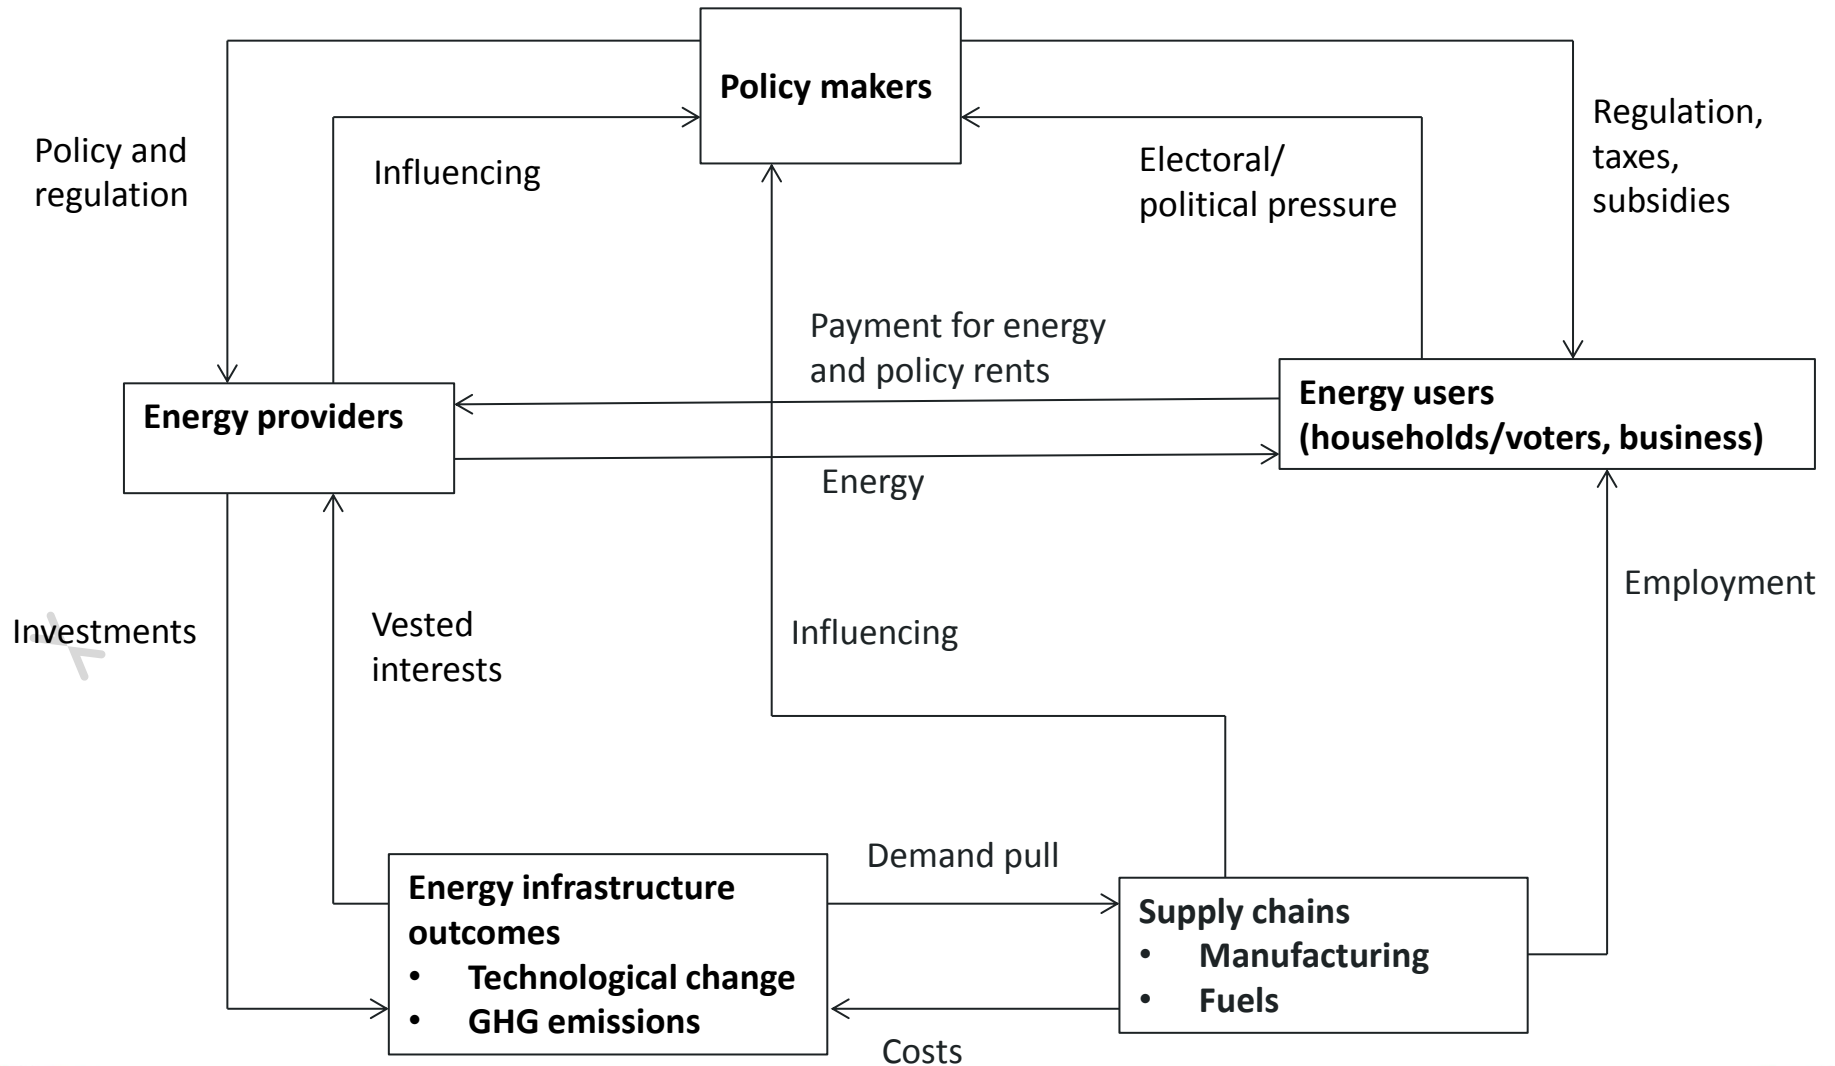 Policy makers
Policy and
regulation
Influencing
Electoral/
political pressure
Regulation,
taxes,
subsidies
Payment for energy
and policy rents
Energy providers
Energy users
(households/voters, business)
Energy
Investments
Vested
interests
Influencing
Employment
Demand pull
Energy infrastructure
outcomes
• Technological change
• GHG emissions
Supply chains
• Manufacturing
• Fuels
Costs